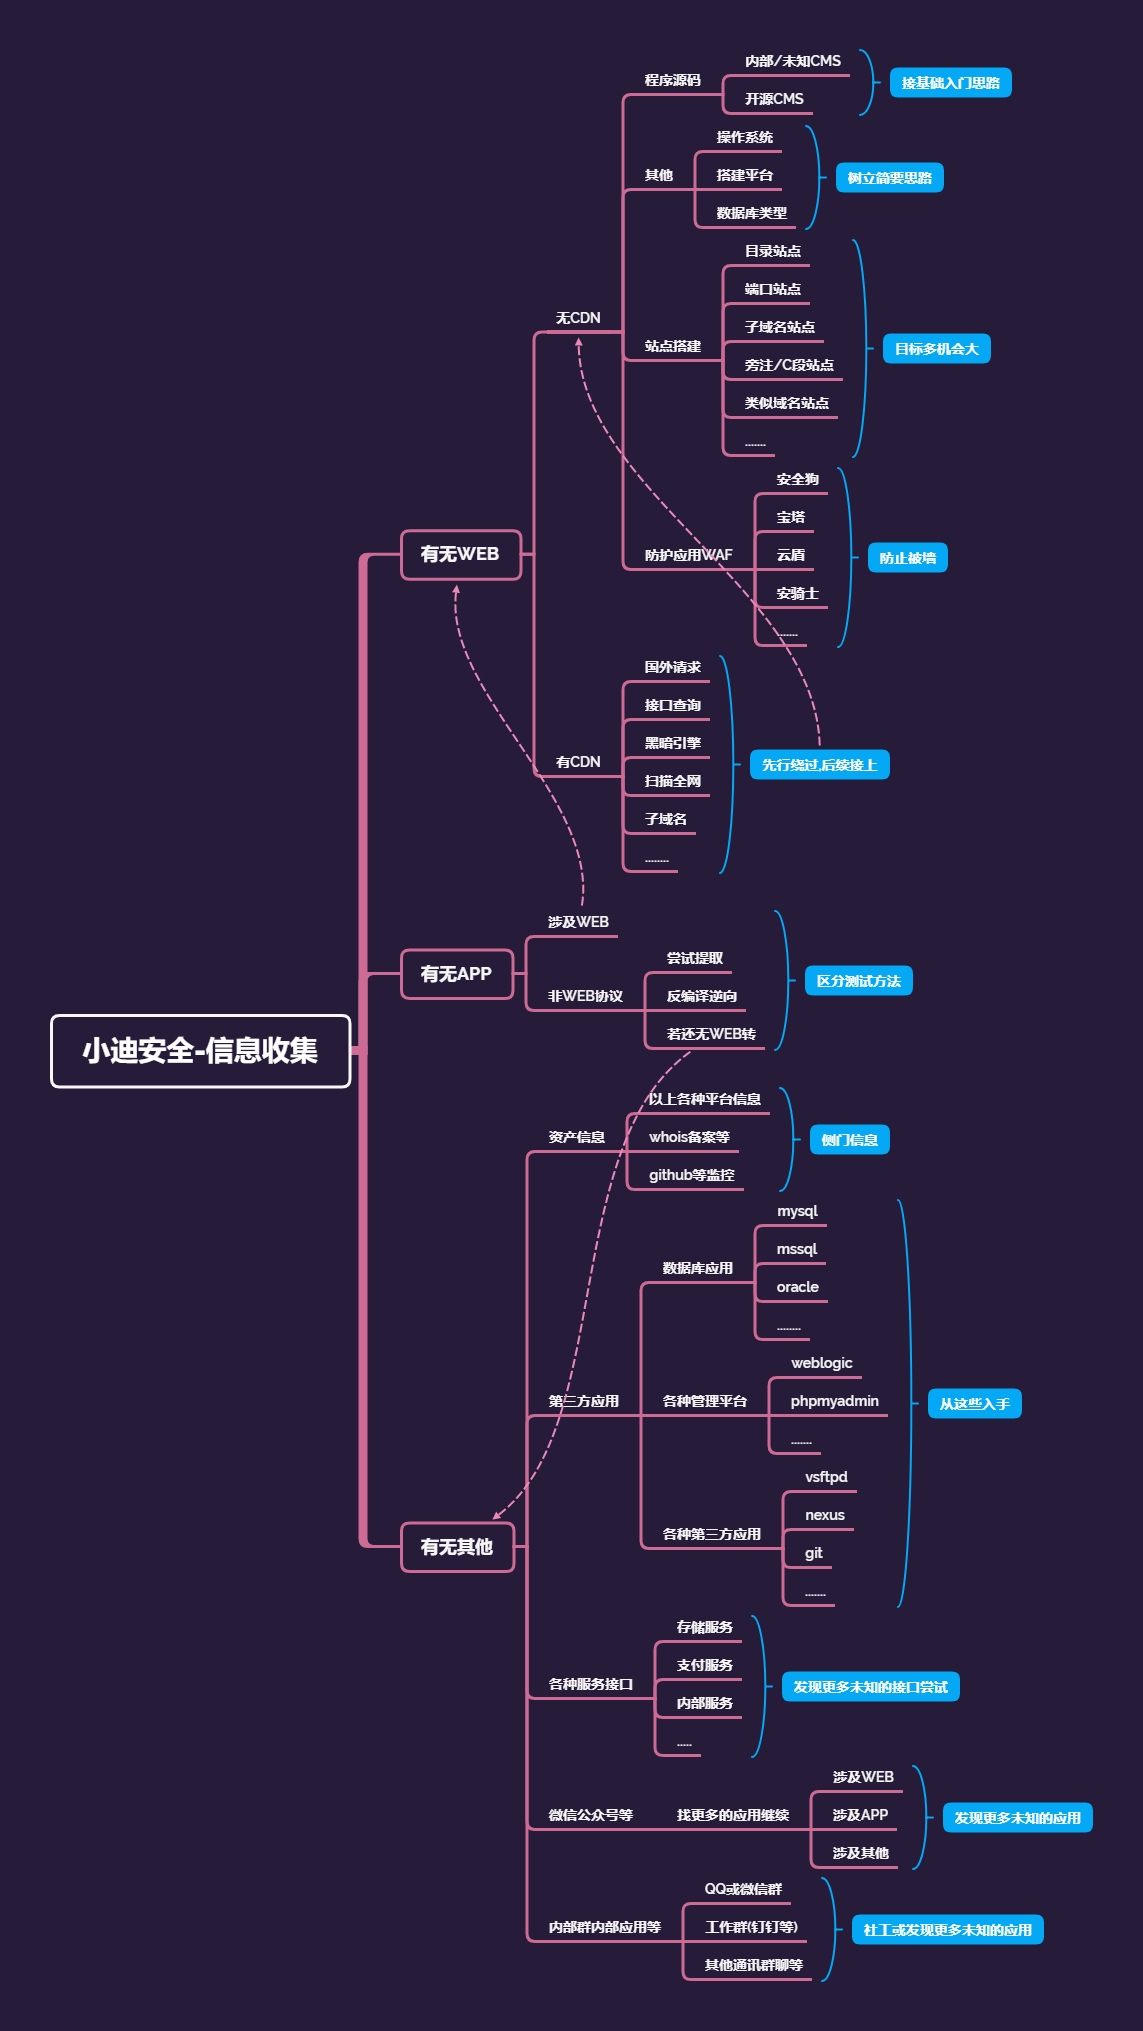 小迪安全-信息收集
有无WEB
无CDN
程序源码
内部/未知CMS
开源CMS
接基础入门思路
其他
操作系统
搭建平台
数据库类型
树立简要思路
站点搭建
目录站点
端口站点
子域名站点
旁注/C段站点
类似域名站点
.......
目标多机会大
防护应用WAF
安全狗
宝塔
云盾
安骑士
.......
防止被墙
有CDN
国外请求
接口查询
黑暗引擎
扫描全网
子域名
........
先行绕过,后续接上
有无APP
涉及WEB
非WEB协议
尝试提取
反编译逆向
若还无WEB转
区分测试方法
有无其他
资产信息
以上各种平台信息
whois备案等
github等监控
侧门信息
第三方应用
数据库应用
mysql
mssql
oracle
........
各种管理平台
weblogic
phpmyadmin
.......
各种第三方应用
vsftpd
nexus
git
.......
从这些入手
各种服务接口
存储服务
支付服务
内部服务
.....
发现更多未知的接口尝试
微信公众号等
找更多的应用继续
涉及WEB
涉及APP
涉及其他
发现更多未知的应用
内部群内部应用等
QQ或微信群
工作群(钉钉等)
其他通讯群聊等
社工或发现更多未知的应用